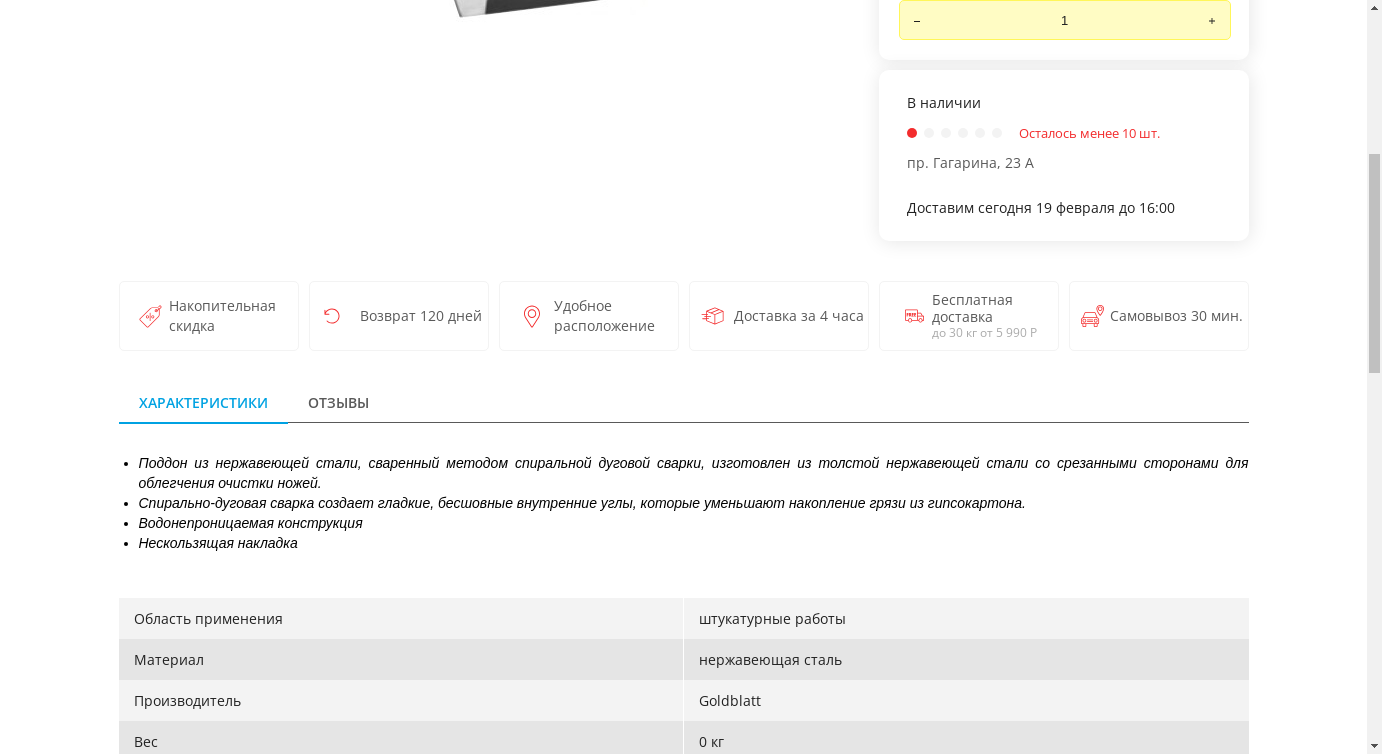 – 1 +
В наличии
Осталось менее 10 шт.
пр. Гагарина, 23 А
Доставим сегодня 19 февраля до 16:00
Накопительная
скидка
Возврат 120 дней
Удобное
расположение
Доставка за 4 часа
Бесплатная
доставка
до 30 кг от 5 990 Р
Самовывоз 30 мин.
ХАРАКТЕРИСТИКИ ОТЗЫВЫ
• Поддон из нержавеющей стали, сваренный методом спиральной дуговой сварки, изготовлен из толстой нержавеющей стали со срезанными сторонами для
облегчения очистки ножей.
• Спирально-дуговая сварка создает гладкие, бесшовные внутренние углы, которые уменьшают накопление грязи из гипсокартона.
• Водонепроницаемая конструкция
• Нескользящая накладка
Область применения штукатурные работы
Материал нержавеющая сталь
Производитель Goldblatt
Вес 0 кг